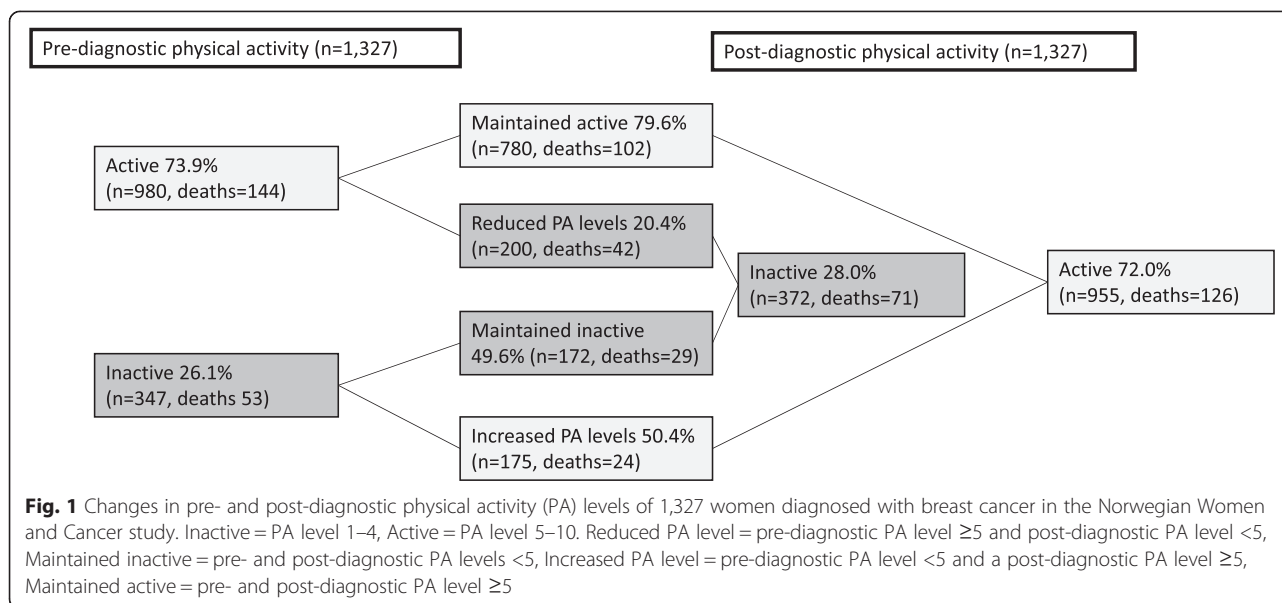 Pre-diagnostic physical activity (n=1,327)
Post-diagnostic physical activity (n=1,327)
Maintained active 79.6%
(n=780, deaths=102)
Active 73.9%
(n=980, deaths=144)
Reduced PA levels 20.4%
(n=200, deaths=42)
Inactive 28.0%
(n=372, deaths=71)
Active 72.0%
(n=955, deaths=126)
Maintained inactive
49.6% (n=172, deaths=29)
Inactive 26.1%
(n=347, deaths 53)
Increased PA levels 50.4%
(n=175, deaths=24)
Fig. 1 Changes in pre- and post-diagnostic physical activity (PA) levels of 1,327 women diagnosed with breast cancer in the Norwegian Women
and Cancer study. Inactive = PA level 1–4, Active = PA level 5–10. Reduced PA level = pre-diagnostic PA level ≥5 and post-diagnostic PA level <5,
Maintained inactive = pre- and post-diagnostic PA levels <5, Increased PA level = pre-diagnostic PA level <5 and a post-diagnostic PA level ≥5,
Maintained active = pre- and post-diagnostic PA level ≥5